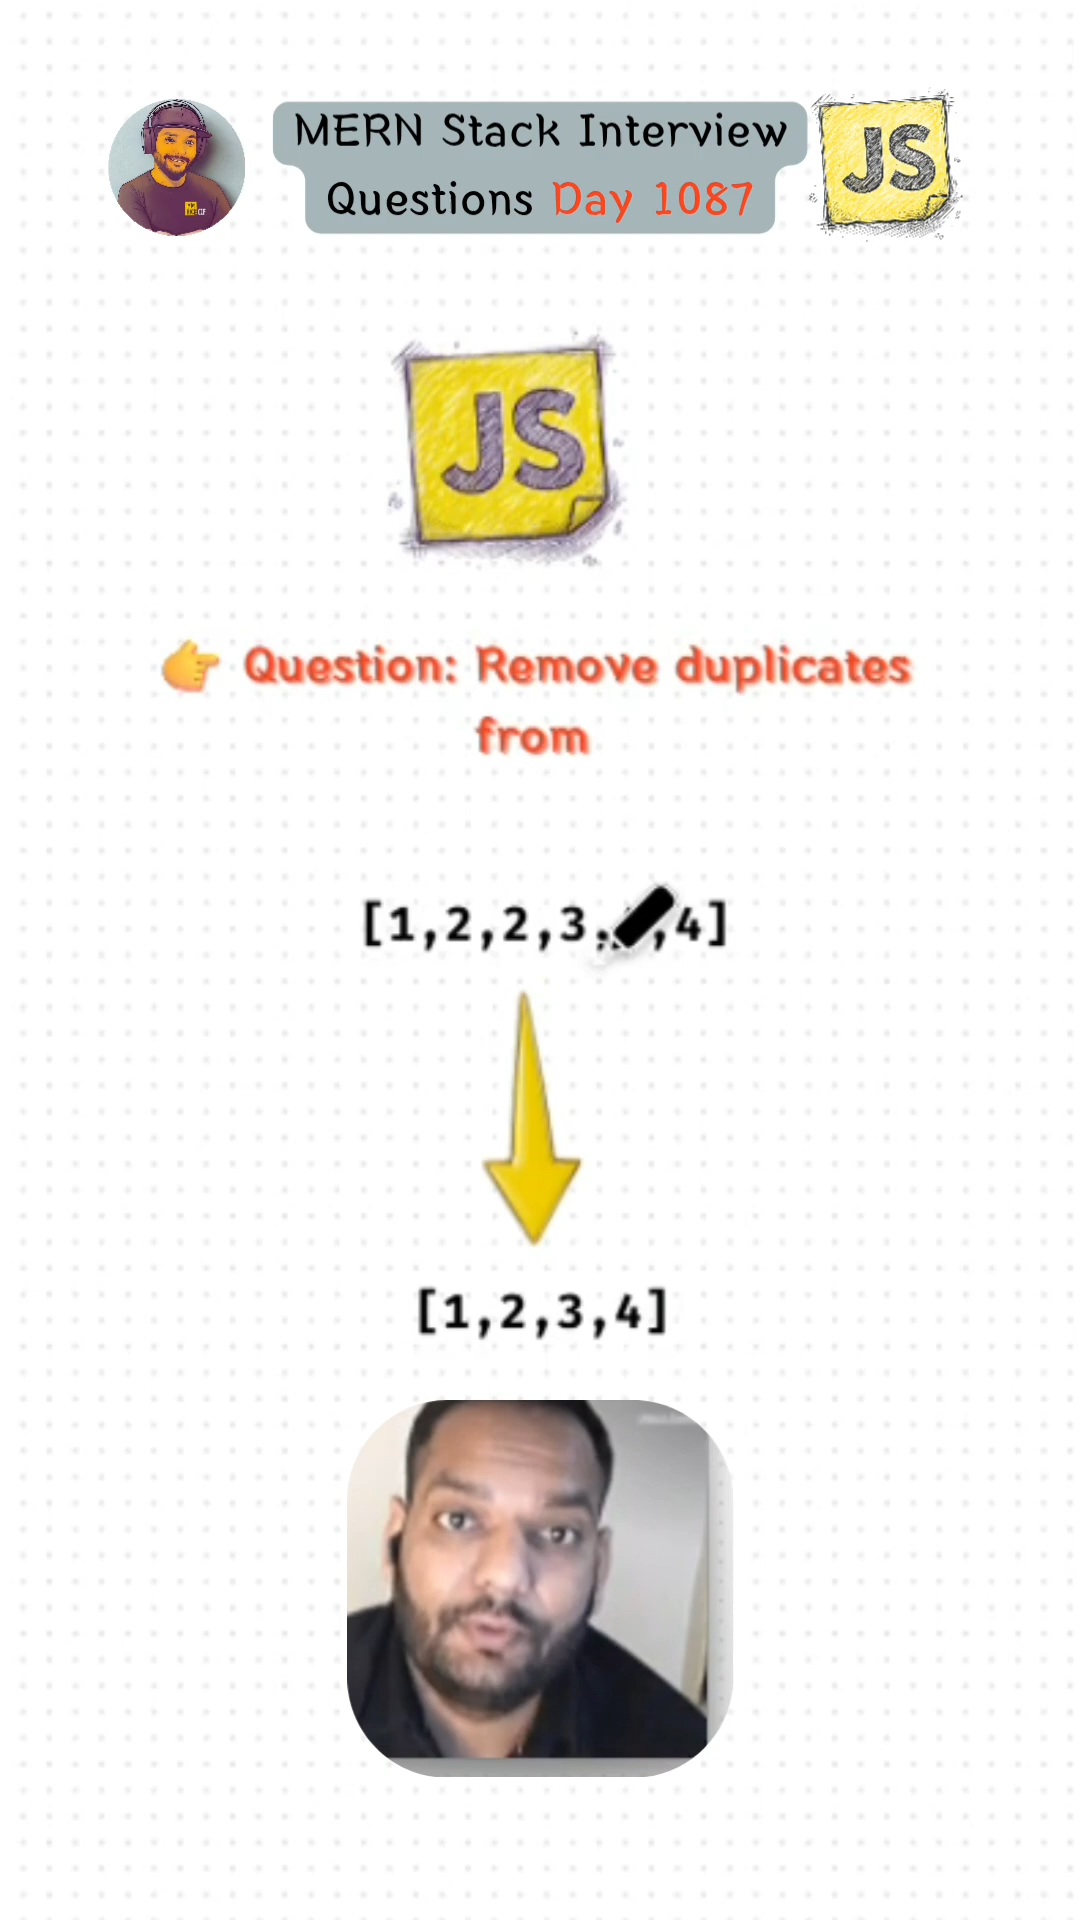 MERN Stack Interview
Questions Day 1087
JS
JS
👉 Question: Remove duplicates
from
[1,2,2,3, ,4]
[1,2,3,4]